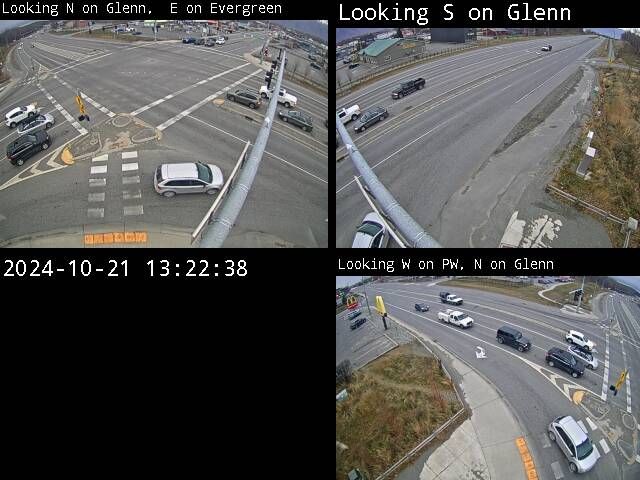 Looking N on Glenn, E on Evergreen
Looking S on Glenn
2024-10-21 13:22:38
Looking W on PW, N on Glenn